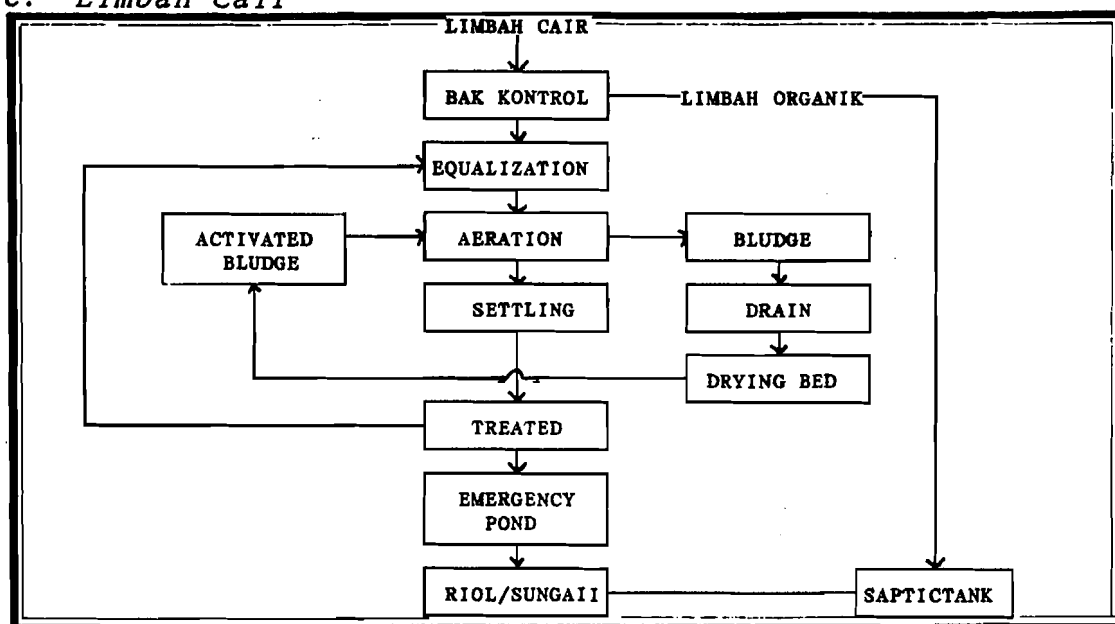 c. Limbah Cair
LIMBAH CAIR
BAK KONTROL
LIMBAH ORGANIK
EQUALIZATION
ACTIVATED
BLUDGE
AERATION
BLUDGE
SETTLING
DRAIN
DRYING BED
TREATED
EMERGENCY
POND
RIOL/SUNGAII
SAPTICTANK